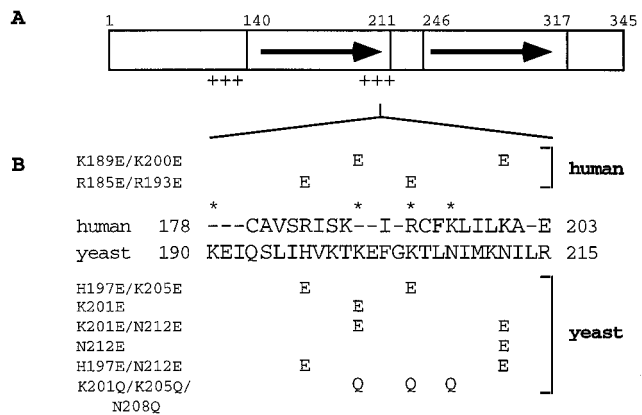 1 140 211 246 317 345
A
+++ +++
B
K189E/K200E E E
human
R185E/R193E E E
* * * *
human 178 ---CAVSRISK--I-RCFKLILKA-E 203
yeast 190 KEIQSLIHVKTKEFGKTLNIMKNILR 215
H197E/K205E E E
K201E E
K201E/N212E E E
yeast
N212E E
H197E/N212E E E
K201Q/K205Q/ Q Q Q
N208Q